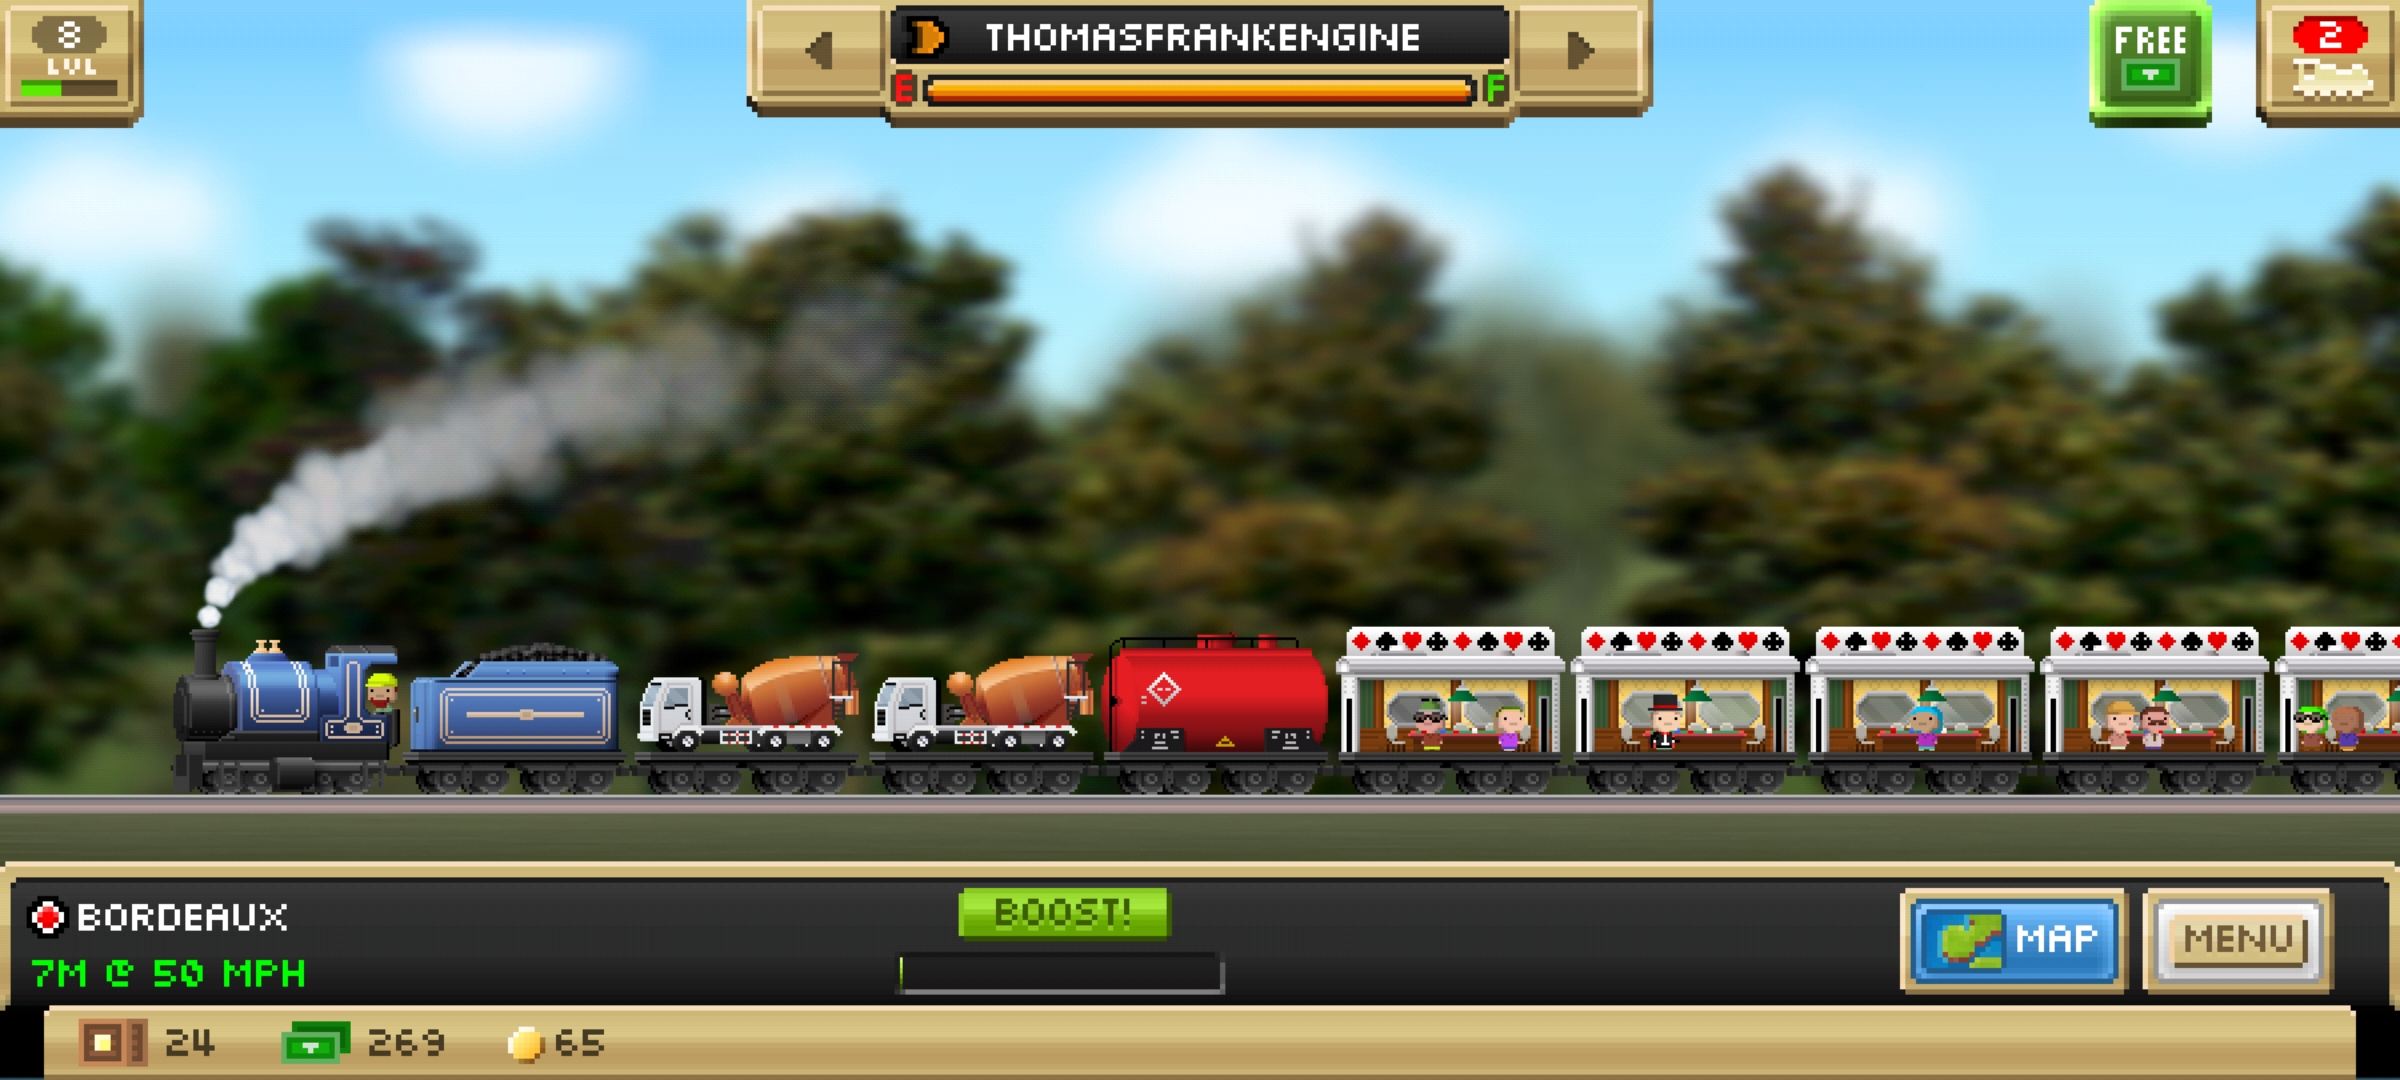 8
LVL
THOMASFRANKENGINE
E
F
FREE
2
BORDEAUX
7M @ 50 MPH
BOOST!
MAP
MENU
24
269
65